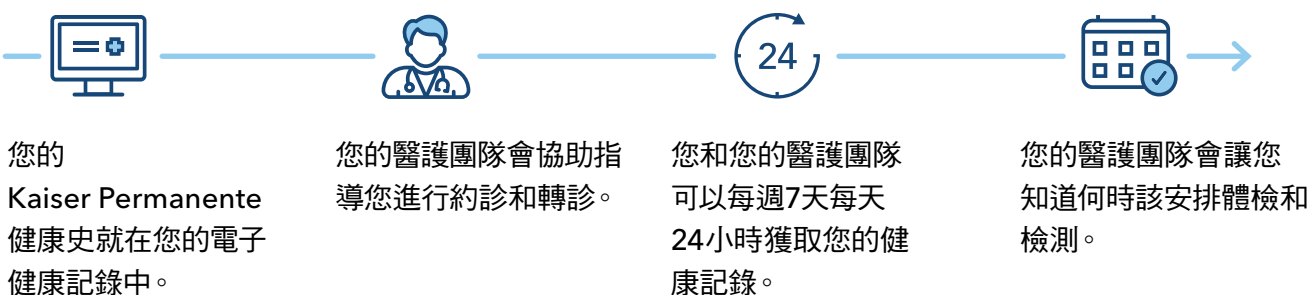 24
您的
Kaiser Permanente
健康史就在您的電子
健康記錄中。
您的醫護團隊會協助指
導您進行約診和轉診。
您和您的醫護團隊
可以每週7天每天
24小時獲取您的健
康記錄。
您的醫護團隊會讓您
知道何時該安排體檢和
檢測。